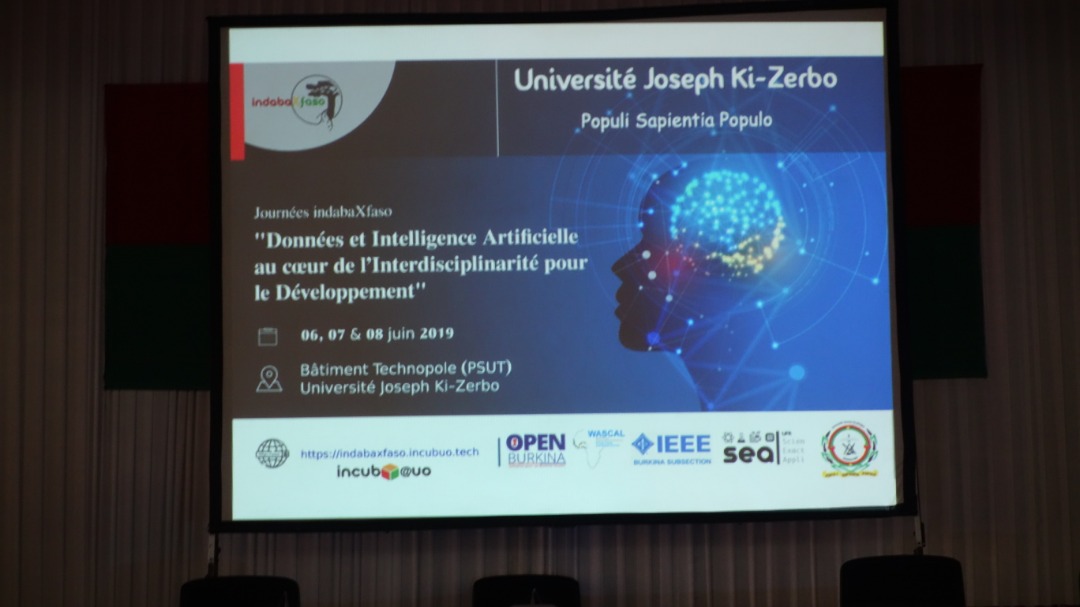 indabaXfaso
Université Joseph Ki-Zerbo
Populi Sapientia Populo
Journées indabaXfaso
"Données et Intelligence Artificielle
au cœur de l'Interdisciplinarité pour
le Développement"
06, 07 & 08 juin 2019
Bâtiment Technopole (PSUT)
Université Joseph Ki-Zerbo
https://indabaxfaso.incubuo.tech
incub@uo
OPEN
BURKINA
WASCAL
IEEE
BURKINA SUBSECTION
sea